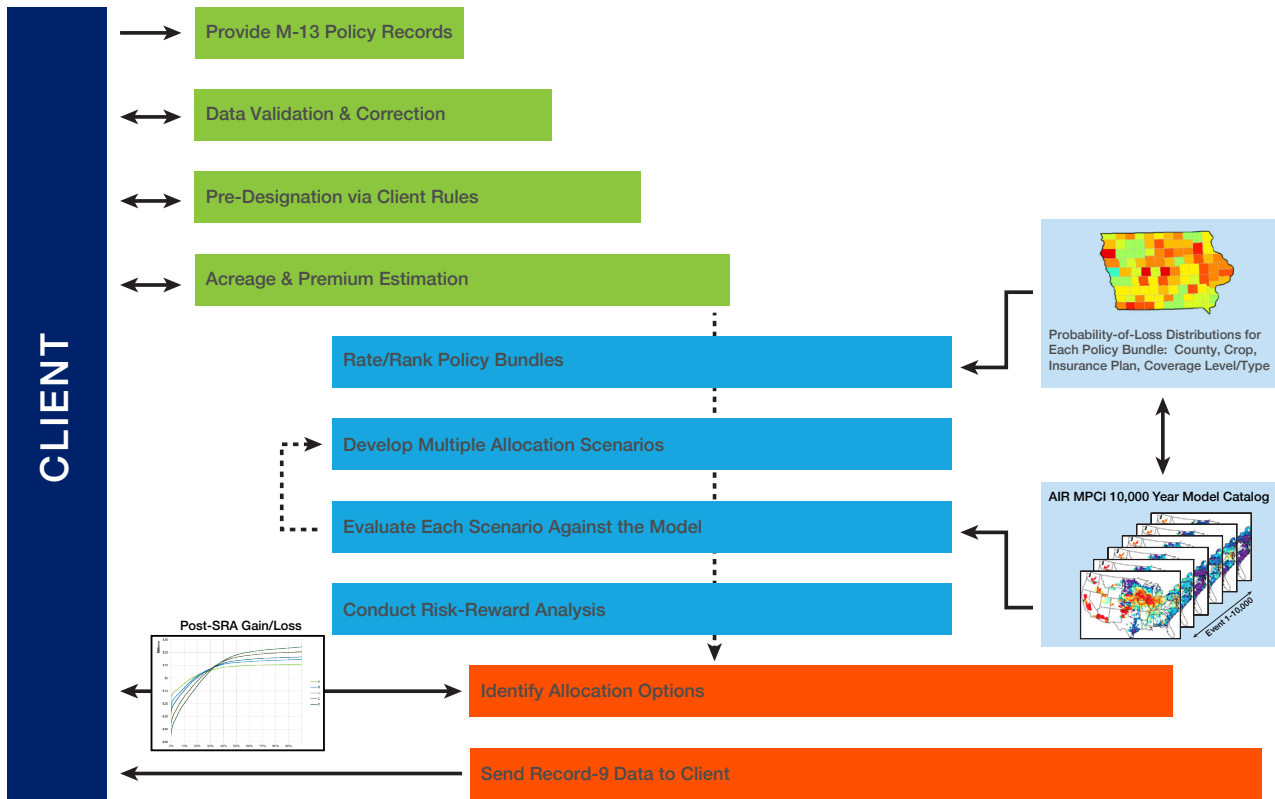 CLIENT
Provide M-13 Policy Records
Data Validation & Correction
Pre-Designation via Client Rules
Acreage & Premium Estimation
Probability-of-Loss Distributions for
Each Policy Bundle: County, Crop,
Insurance Plan, Coverage Level/Type
Rate/Rank Policy Bundles
Develop Multiple Allocation Scenarios
AIR MPCI 10,000 Year Model Catalog
Evaluate Each Scenario Against the Model
Event 1-10,000
Conduct Risk-Reward Analysis
Post-SRA Gain/Loss
Identify Allocation Options
Send Record-9 Data to Client